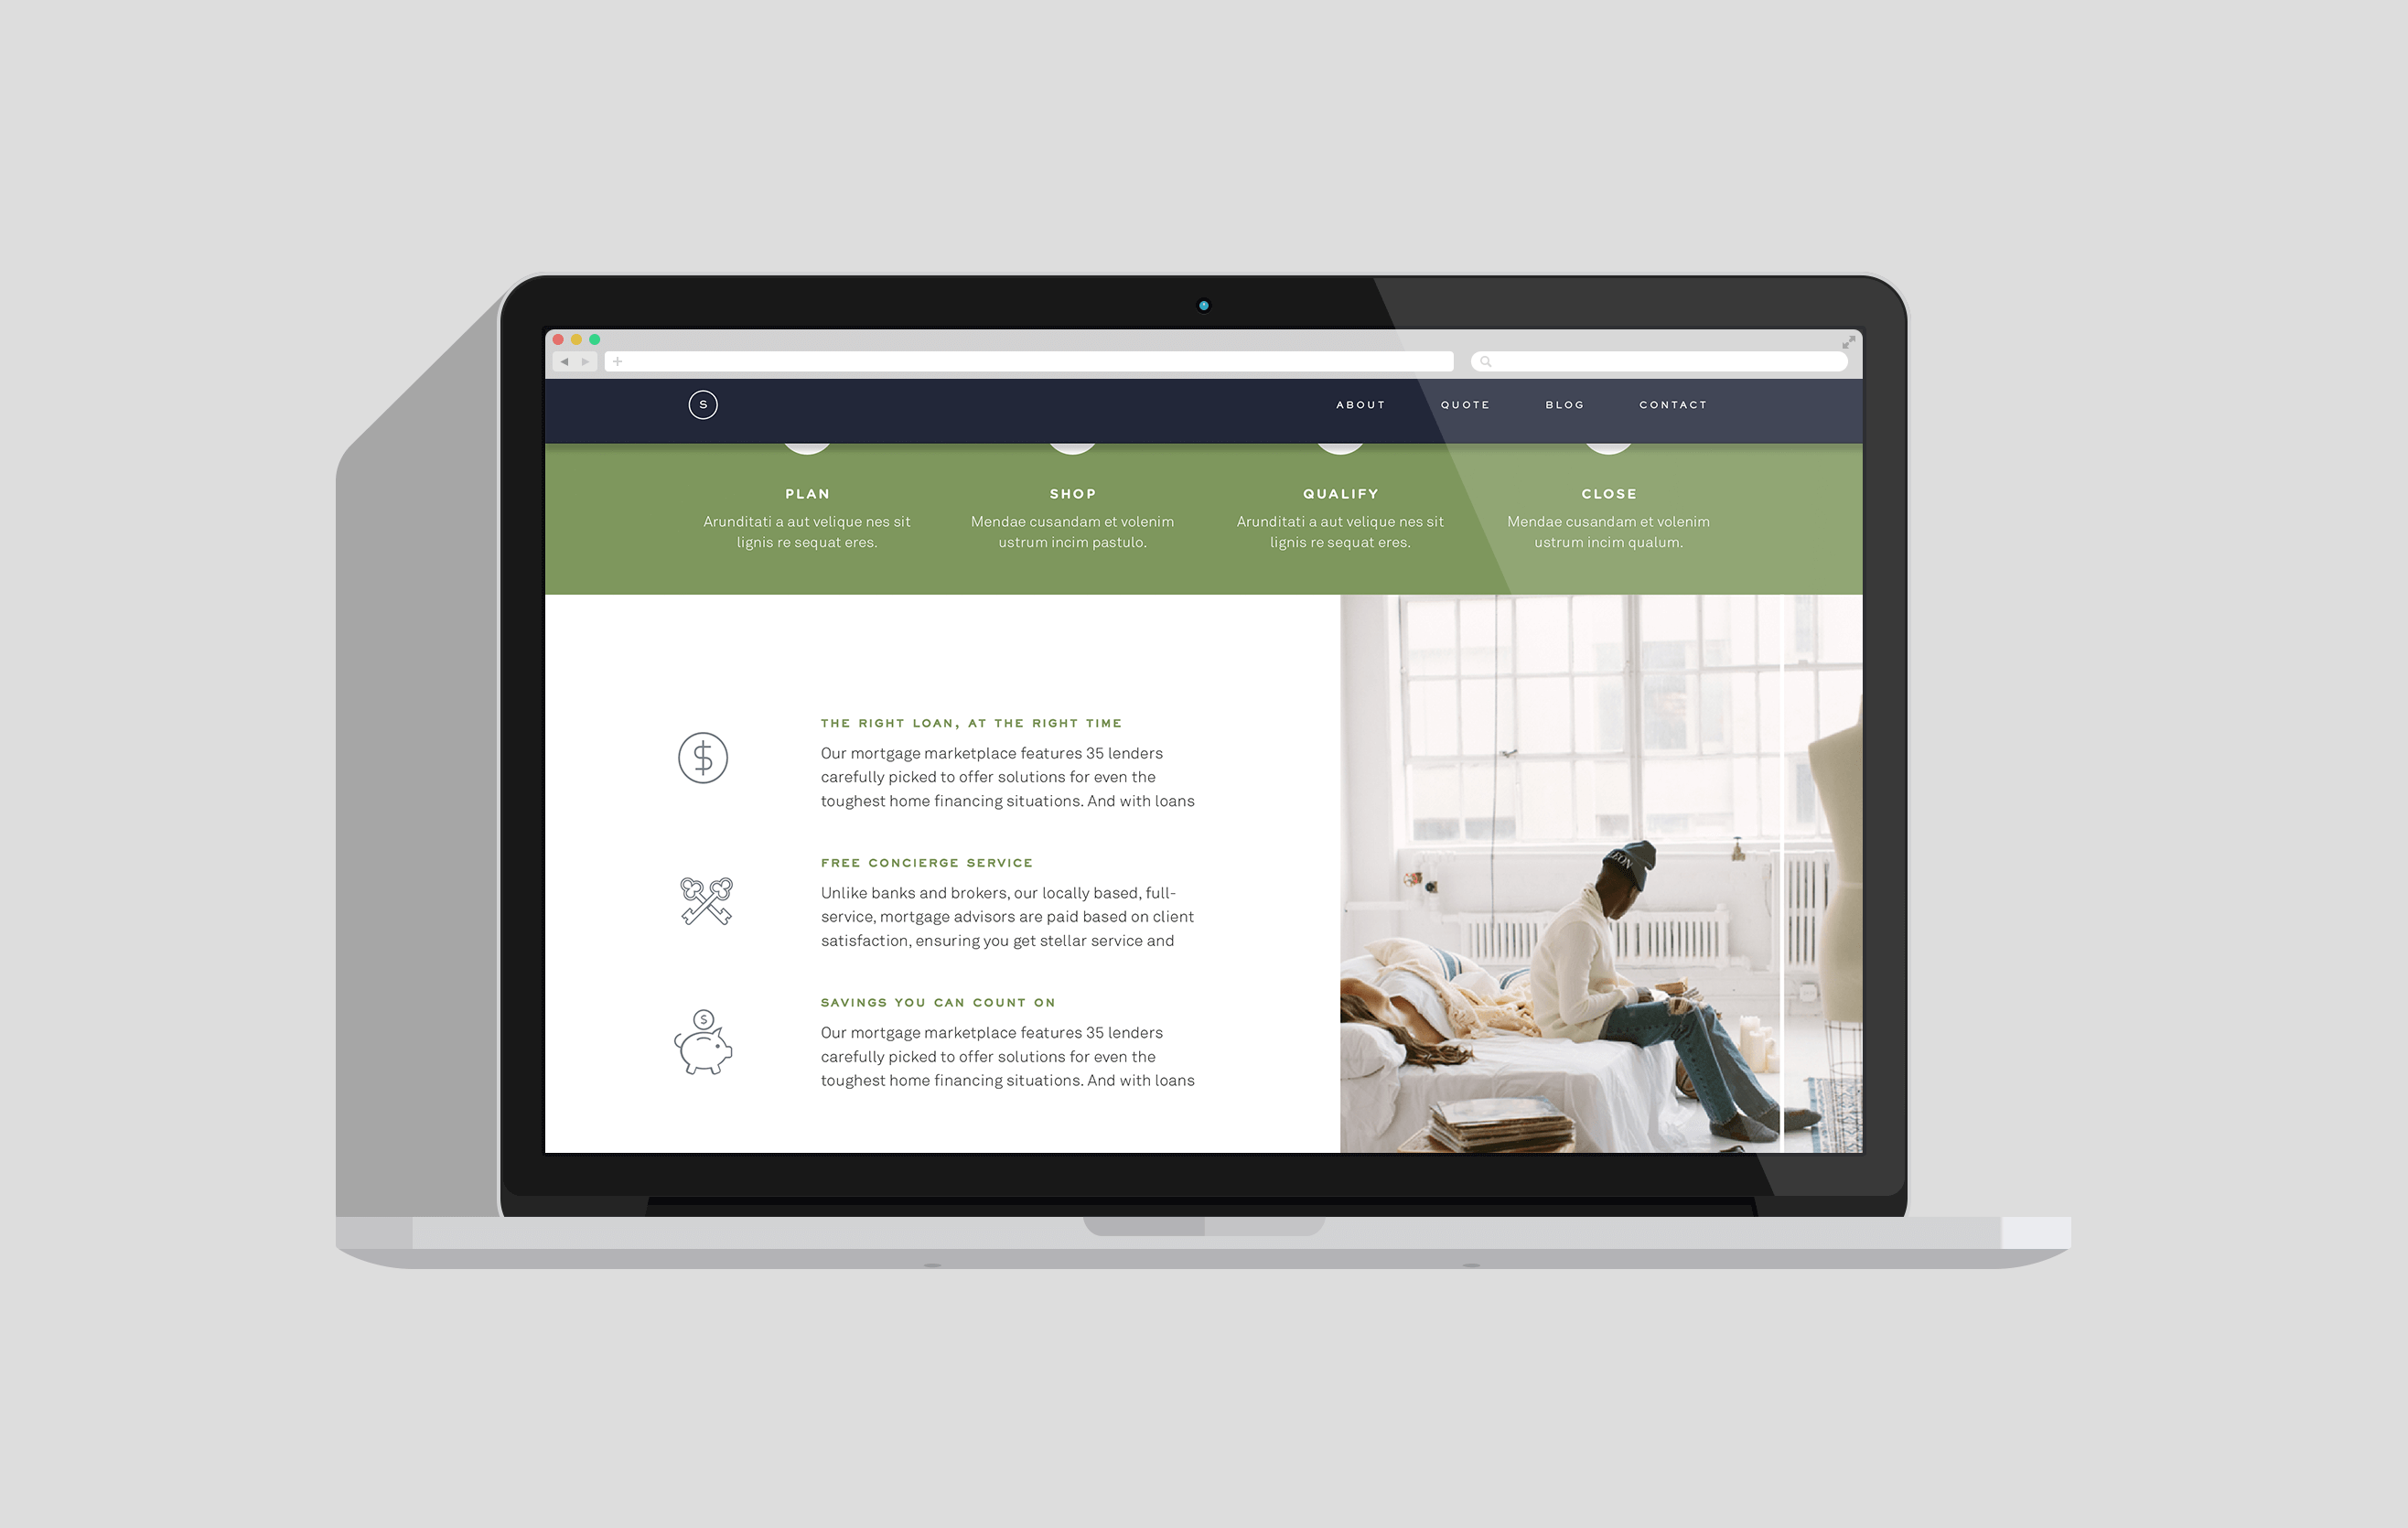 S
ABOUT QUOTE BLOG CONTACT
PLAN
Arunditati a aut velique nes sit
lignis re sequat eres.
SHOP
Mendae cusandam et volenim
ustrum incim pastulo.
QUALIFY
Arunditati a aut velique nes sit
lignis re sequat eres.
CLOSE
Mendae cusandam et volenim
ustrum incim qualum.
$
THE RIGHT LOAN, AT THE RIGHT TIME
Our mortgage marketplace features 35 lenders
carefully picked to offer solutions for even the
toughest home financing situations. And with loans
FREE CONCIERGE SERVICE
Unlike banks and brokers, our locally based, full-
service, mortgage advisors are paid based on client
satisfaction, ensuring you get stellar service and
$
SAVINGS YOU CAN COUNT ON
Our mortgage marketplace features 35 lenders
carefully picked to offer solutions for even the
toughest home financing situations. And with loans